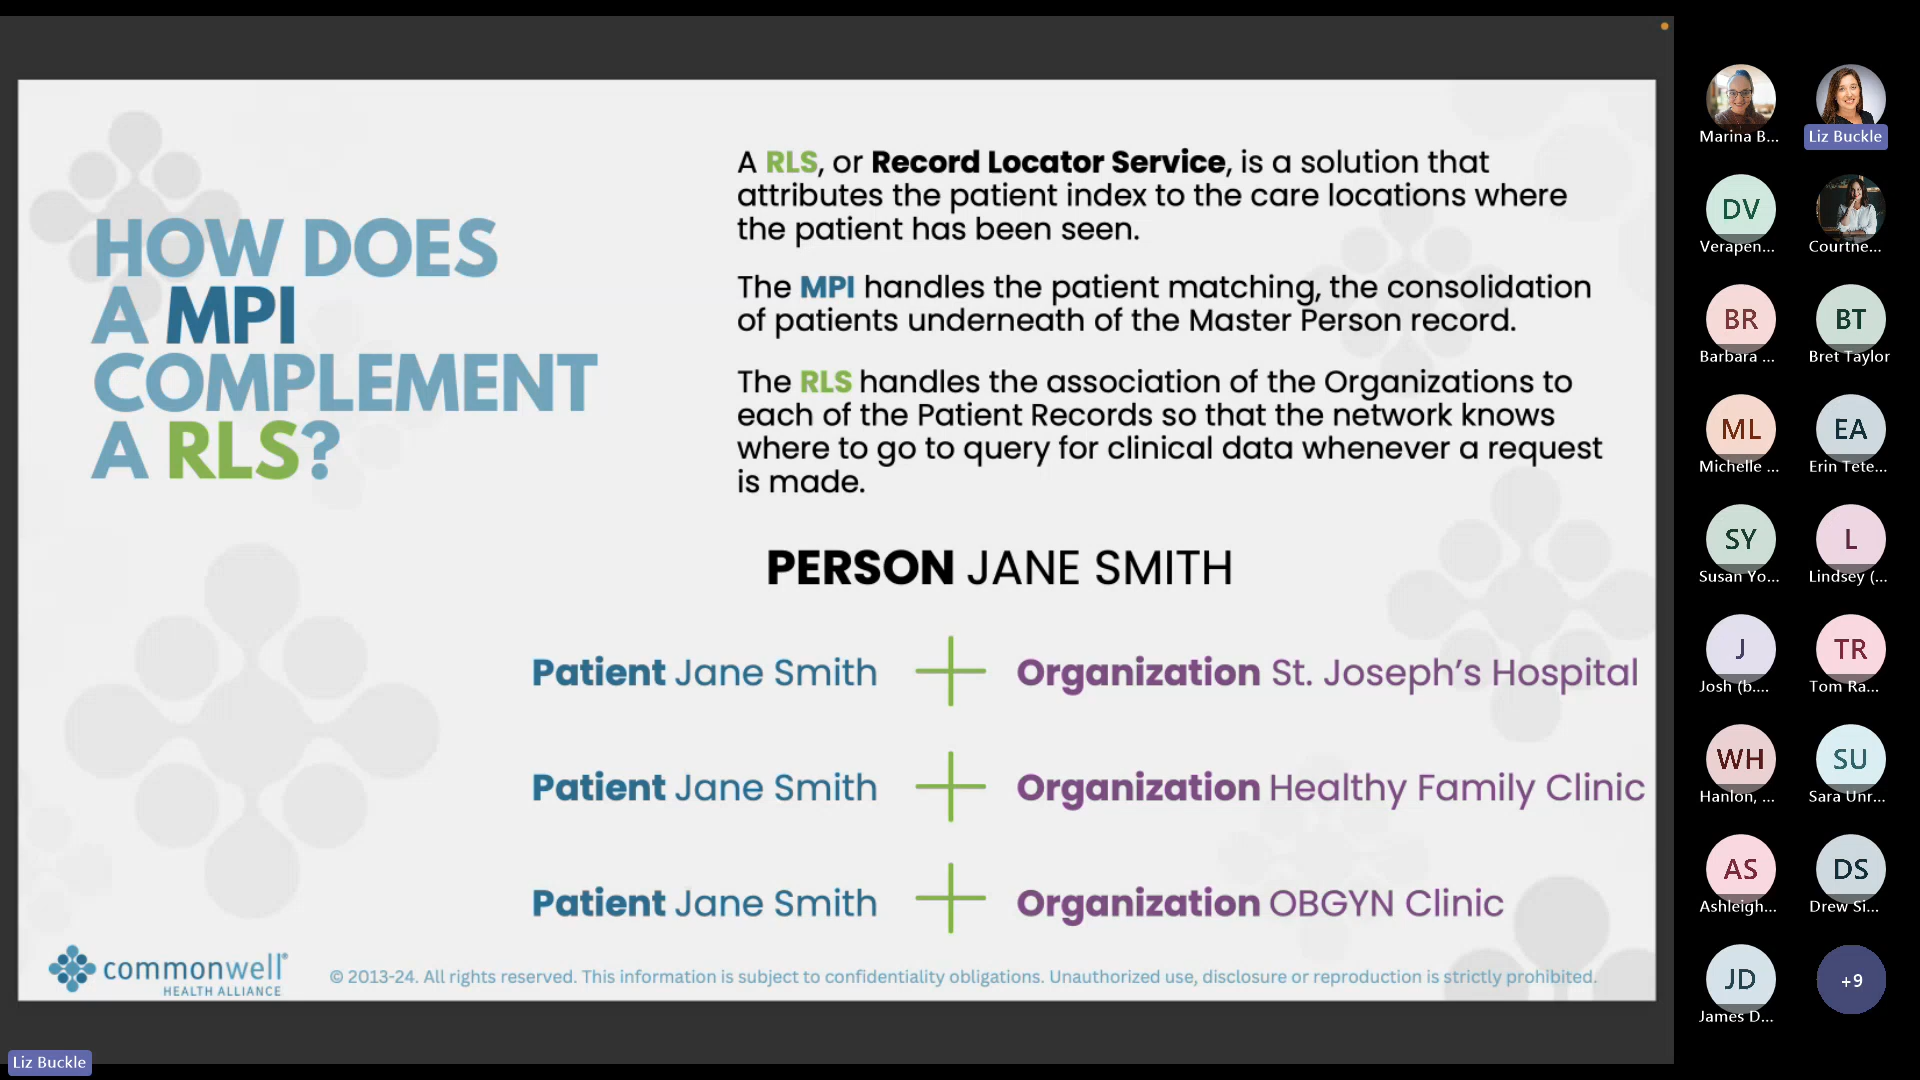 HOW DOES
A MPI
COMPLEMENT
A RLS?
A RLS, or Record Locator Service, is a solution that
attributes the patient index to the care locations where
the patient has been seen.
The MPI handles the patient matching, the consolidation
of patients underneath of the Master Person record.
The RLS handles the association of the Organizations to
each of the Patient Records so that the network knows
where to go to query for clinical data whenever a request
is made.
PERSON JANE SMITH
Patient Jane Smith + Organization St. Joseph's Hospital
Patient Jane Smith + Organization Healthy Family Clinic
Patient Jane Smith + Organization OBGYN Clinic
commonwell®
HEALTH ALLIANCE
© 2013-24. All rights reserved. This information is subject to confidentiality obligations. Unauthorized use, disclosure or reproduction is strictly prohibited.
Liz Buckle
Marina B...
Liz Buckle
DV
Verapen...
Courtne...
BR
Barbara ...
BT
Bret Taylor
ML
Michelle ...
EA
Erin Tete...
SY
Susan Yo...
L
Lindsey (...
J
Josh (b....
TR
Tom Ra...
WH
Hanlon, ...
SU
Sara Unr...
AS
Ashleigh...
DS
Drew Si...
JD
James D...
+9